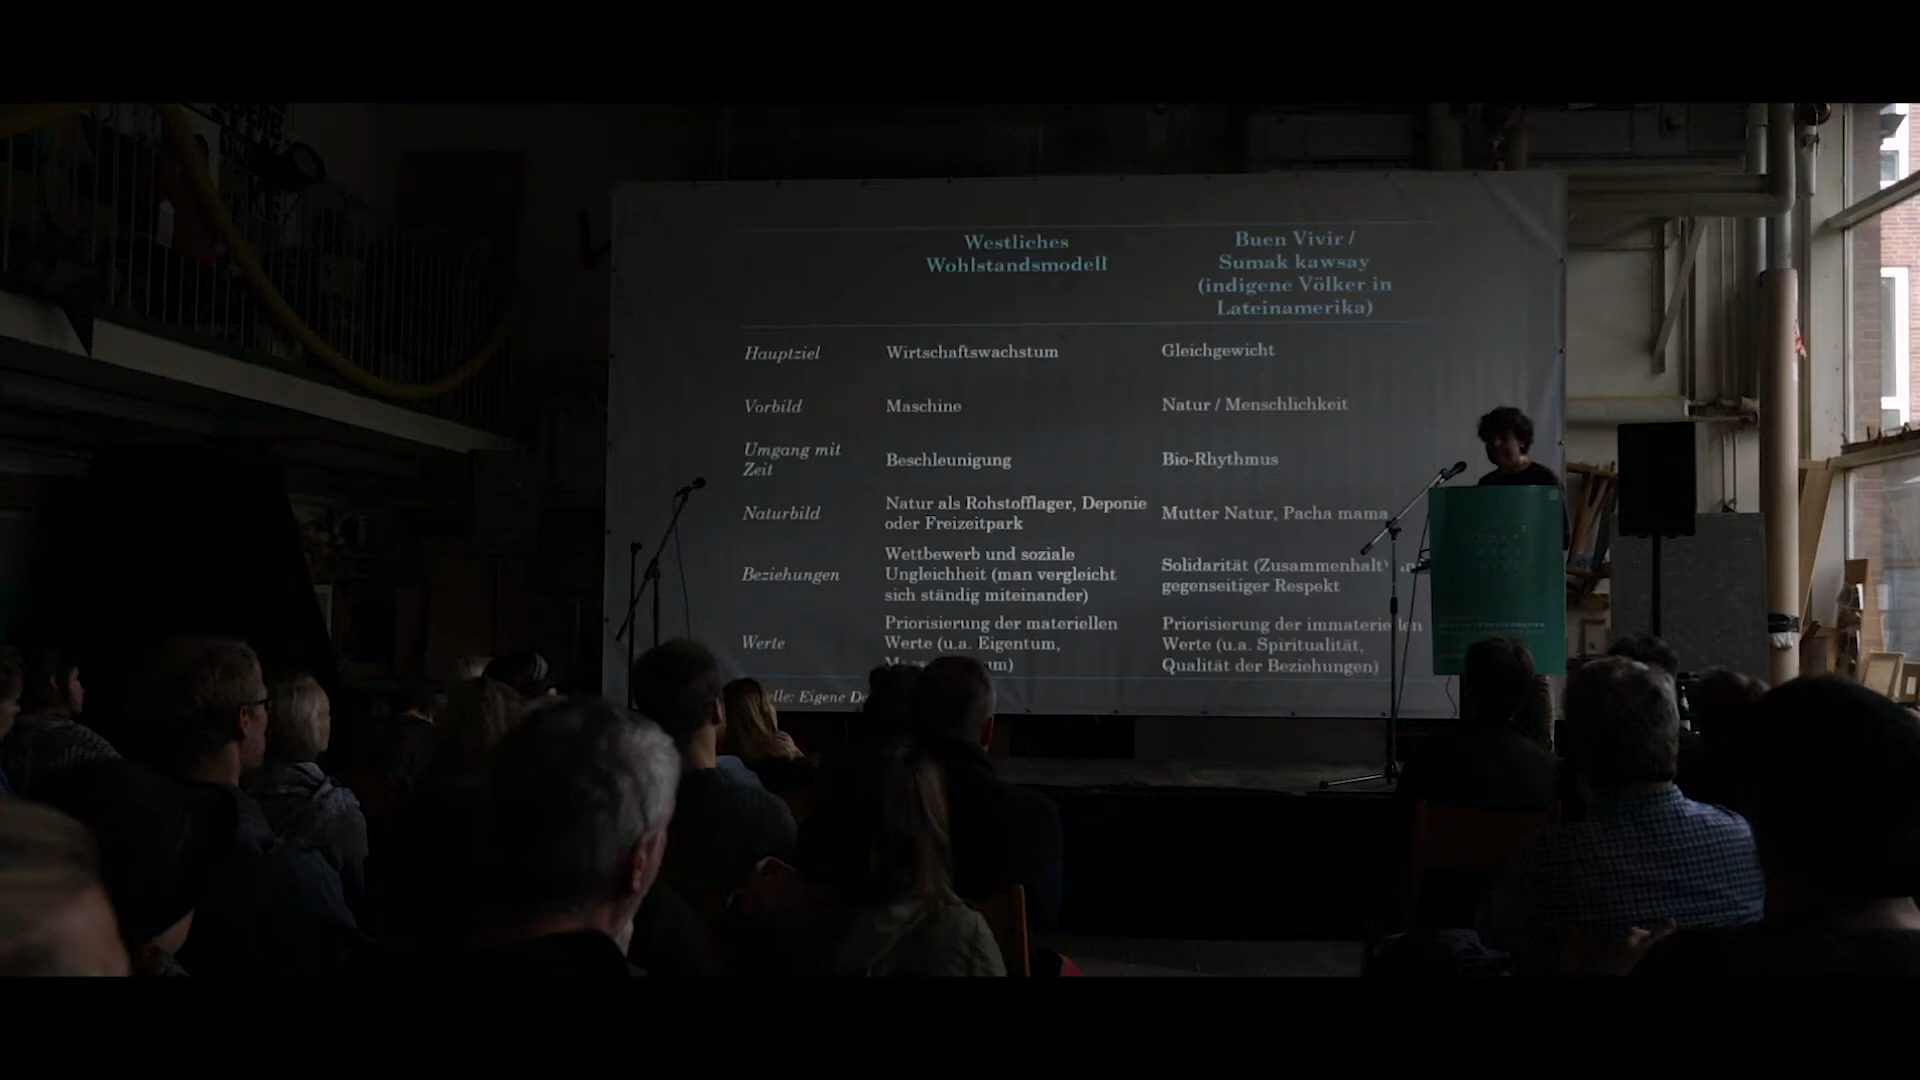 Westliches
Wohlstandsmodell
Buen Vivir /
Sumak kawsay
(indigene Völker in
Lateinamerika)
Hauptziel
Wirtschaftswachstum
Gleichgewicht
Vorbild
Maschine
Natur / Menschlichkeit
Umgang mit
Zeit
Beschleunigung
Bio-Rhythmus
Naturbild
Natur als Rohstofflager, Deponie
oder Freizeitpark
Mutter Natur, Pacha mama
Beziehungen
Wettbewerb und soziale
Ungleichheit (man vergleicht
sich ständig miteinander)
Solidarität (Zusammenhalt)
gegenseitiger Respekt
Werte
Priorisierung der materiellen
Werte (u.a. Eigentum,
Priorisierung der immateriellen
Werte (u.a. Spiritualität,
Qualität der Beziehungen)
Eigene